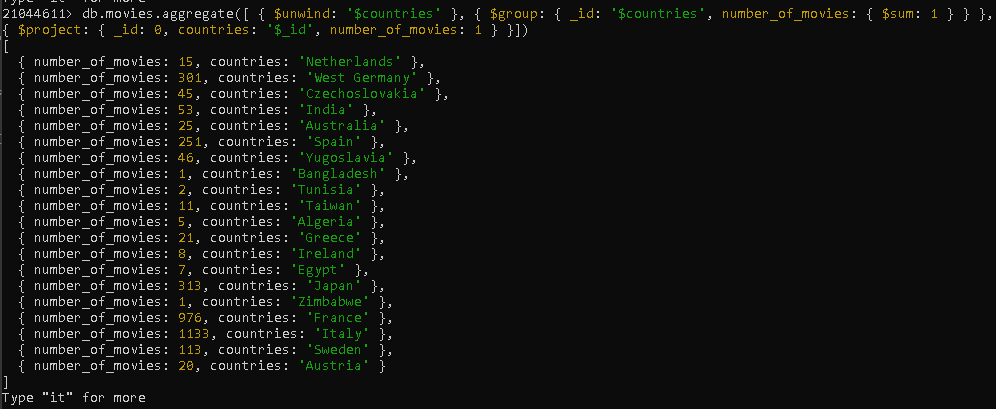 Type "it" for more
21044611> db.movies.aggregate([ { $unwind: '$countries' }, { $group: { _id: '$countries', number_of_movies: { $sum: 1 } } },
{ $project: { _id: 0, countries: '$_id', number_of_movies: 1 } }])
[
  { number_of_movies: 15, countries: 'Netherlands' },
  { number_of_movies: 301, countries: 'West Germany' },
  { number_of_movies: 45, countries: 'Czechoslovakia' },
  { number_of_movies: 53, countries: 'India' },
  { number_of_movies: 25, countries: 'Australia' },
  { number_of_movies: 251, countries: 'Spain' },
  { number_of_movies: 46, countries: 'Yugoslavia' },
  { number_of_movies: 1, countries: 'Bangladesh' },
  { number_of_movies: 2, countries: 'Tunisia' },
  { number_of_movies: 11, countries: 'Taiwan' },
  { number_of_movies: 5, countries: 'Algeria' },
  { number_of_movies: 21, countries: 'Greece' },
  { number_of_movies: 8, countries: 'Ireland' },
  { number_of_movies: 7, countries: 'Egypt' },
  { number_of_movies: 313, countries: 'Japan' },
  { number_of_movies: 1, countries: 'Zimbabwe' },
  { number_of_movies: 976, countries: 'France' },
  { number_of_movies: 1133, countries: 'Italy' },
  { number_of_movies: 113, countries: 'Sweden' },
  { number_of_movies: 20, countries: 'Austria' }
]
Type "it" for more